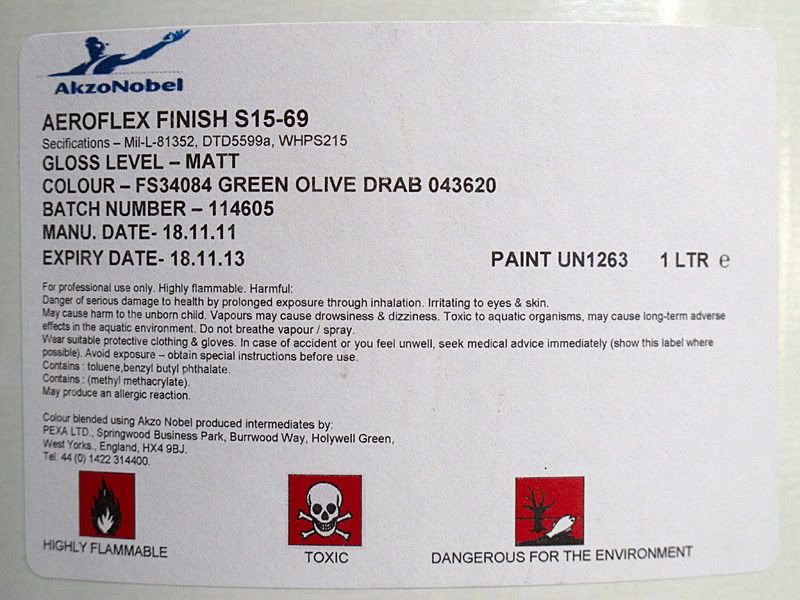 AkzoNobel
AEROFLEX FINISH S15-69
Secifications – Mil-L-81352, DTD5599a, WHPS215
GLOSS LEVEL – MATT
COLOUR – FS34084 GREEN OLIVE DRAB 043620
BATCH NUMBER – 114605
MANU. DATE- 18.11.11
EXPIRY DATE- 18.11.13 PAINT UN1263 1 LTR e
For professional use only. Highly flammable. Harmful:
Danger of serious damage to health by prolonged exposure through inhalation. Irritating to eyes & skin.
May cause harm to the unborn child. Vapours may cause drowsiness & dizziness. Toxic to aquatic organisms, may cause long-term adverse
effects in the aquatic environment. Do not breathe vapour / spray.
Wear suitable protective clothing & gloves. In case of accident or you feel unwell, seek medical advice immediately (show this label where
possible). Avoid exposure – obtain special instructions before use.
Contains : toluene,benzyl butyl phthalate.
Contains : (methyl methacrylate).
May produce an allergic reaction.
Colour blended using Akzo Nobel produced intermediates by:
PEXA LTD., Springwood Business Park, Burrwood Way, Holywell Green,
West Yorks., England, HX4 9BJ.
Tel: 44 (0) 1422 314400.
HIGHLY FLAMMABLE
TOXIC
DANGEROUS FOR THE ENVIRONMENT